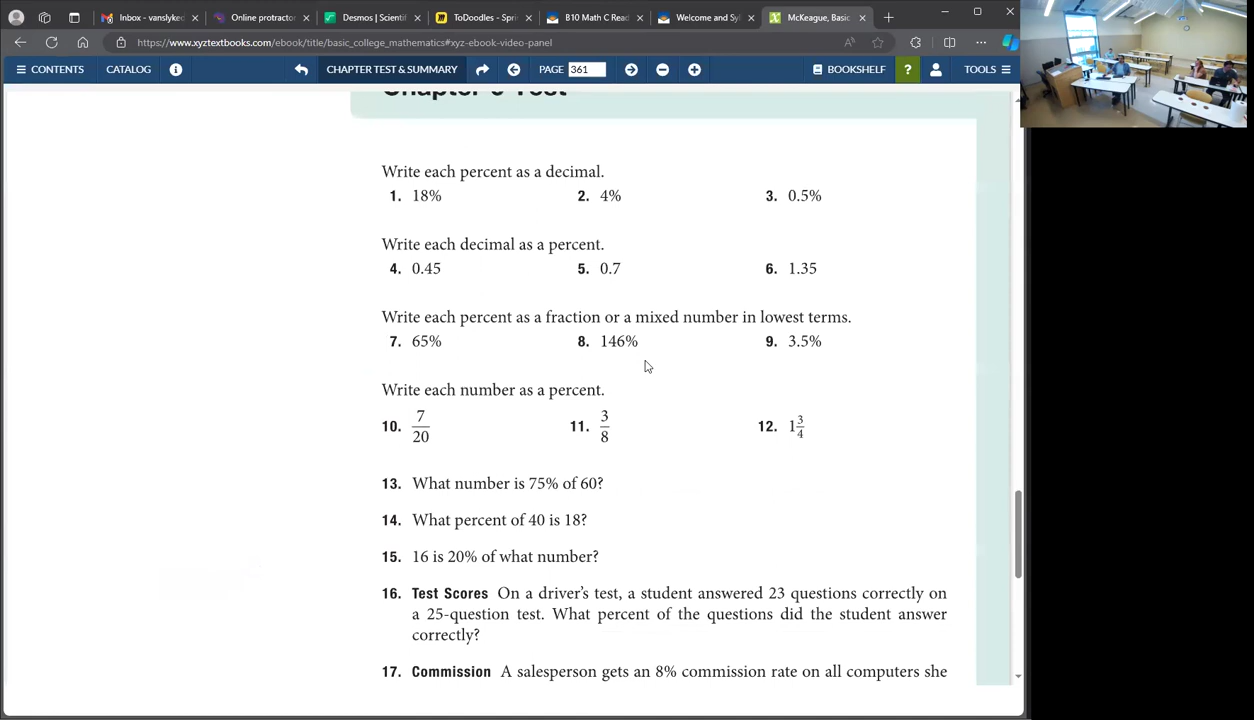 Inbox - vanslyked
Online protractor
Desmos | Scientif
ToDoodles - Spri
B10 Math C Read
Welcome and Syl
McKeague, Basic
https://www.xyztextbooks.com/ebook/title/basic_college_mathematics#xyz-ebook-video-panel
CONTENTS CATALOG CHAPTER TEST & SUMMARY PAGE 361 BOOKSHELF ? TOOLS
Write each percent as a decimal.
1. 18% 2. 4% 3. 0.5%
Write each decimal as a percent.
4. 0.45 5. 0.7 6. 1.35
Write each percent as a fraction or a mixed number in lowest terms.
7. 65% 8. 146% 9. 3.5%
Write each number as a percent.
10. 7/20 11. 3/8 12. 1 3/4
13. What number is 75% of 60?
14. What percent of 40 is 18?
15. 16 is 20% of what number?
16. Test Scores On a driver's test, a student answered 23 questions correctly on
a 25-question test. What percent of the questions did the student answer
correctly?
17. Commission A salesperson gets an 8% commission rate on all computers she